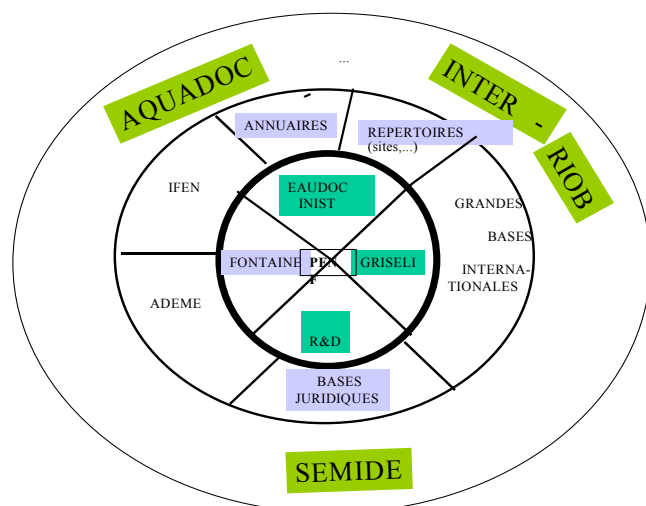 ...
AQUADOC
INTER -
RIOB
ANNUAIRES
REPERTOIRES
(sites,...)
IFEN
EAUDOC
INIST
GRANDES
BASES
INTERNA-
TIONALES
FONTAINE
PEN
F
GRISELI
ADEME
R&D
BASES
JURIDIQUES
SEMIDE